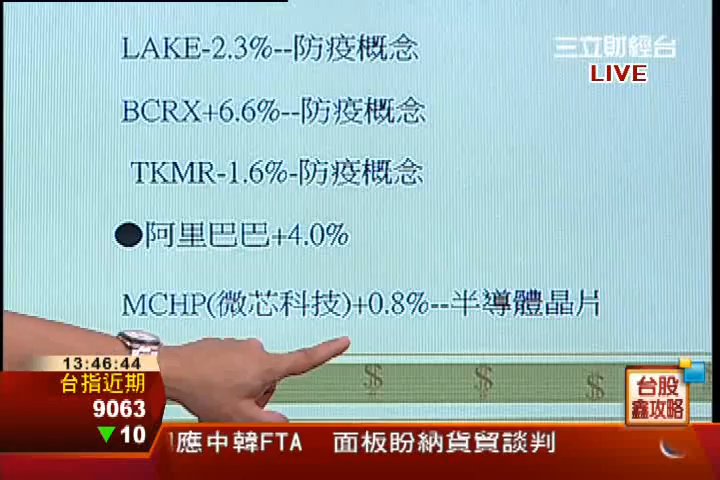 LAKE-2.3%--防疫概念
三立財經台
LIVE
BCRX+6.6%--防疫概念
TKMR-1.6%-防疫概念
●阿里巴巴+4.0%
MCHP(微芯科技)+0.8%--半導體晶片
13:46:44
台指近期
9063
▼10
台股
鑫攻略
應中韓FTA 面板盼納貨貿談判